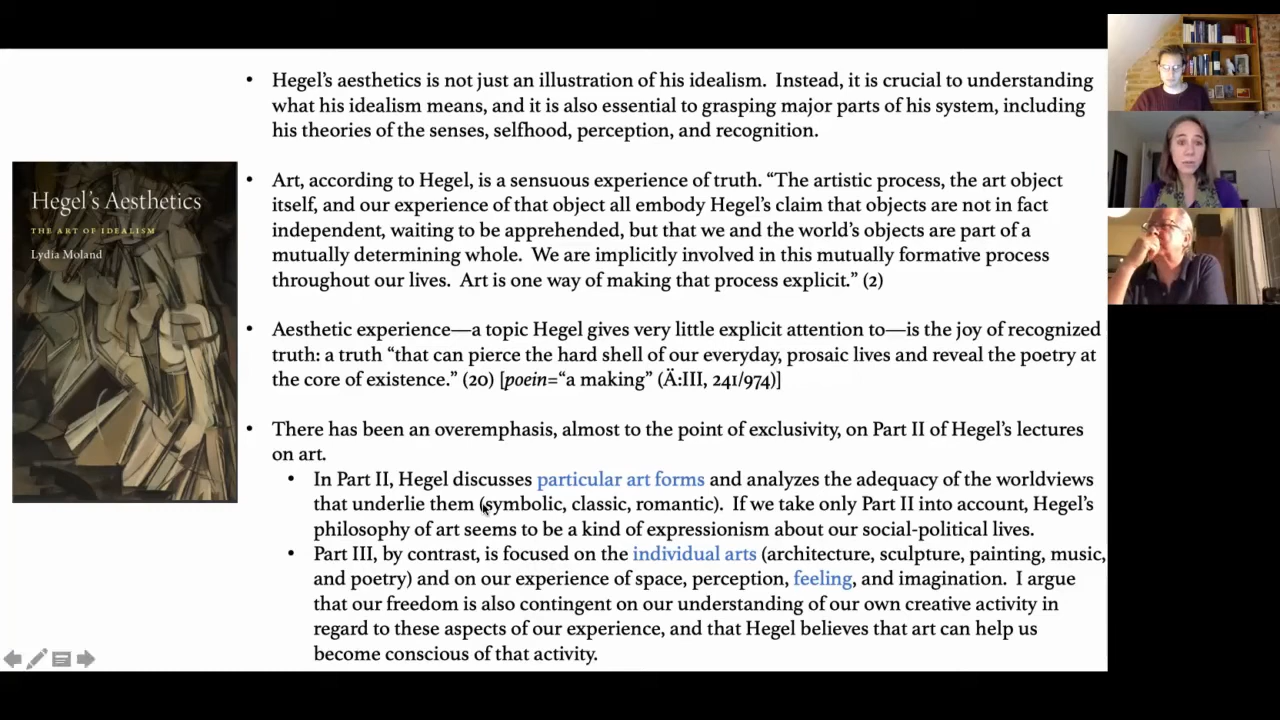 Hegel's aesthetics is not just an illustration of his idealism. Instead, it is crucial to understanding
what his idealism means, and it is also essential to grasping major parts of his system, including
his theories of the senses, selfhood, perception, and recognition.
Art, according to Hegel, is a sensuous experience of truth. “The artistic process, the art object
itself, and our experience of that object all embody Hegel's claim that objects are not in fact
independent, waiting to be apprehended, but that we and the world's objects are part of a
mutually determining whole. We are implicitly involved in this mutually formative process
throughout our lives. Art is one way of making that process explicit.” (2)
Aesthetic experience—a topic Hegel gives very little explicit attention to—is the joy of recognized
truth: a truth “that can pierce the hard shell of our everyday, prosaic lives and reveal the poetry at
the core of existence.” (20) [poein=“a making” (Ä:III, 241/974)]
There has been an overemphasis, almost to the point of exclusivity, on Part II of Hegel's lectures
on art.
In Part II, Hegel discusses particular art forms and analyzes the adequacy of the worldviews
that underlie them (symbolic, classic, romantic). If we take only Part II into account, Hegel's
philosophy of art seems to be a kind of expressionism about our social-political lives.
Part III, by contrast, is focused on the individual arts (architecture, sculpture, painting, music,
and poetry) and on our experience of space, perception, feeling, and imagination. I argue
that our freedom is also contingent on our understanding of our own creative activity in
regard to these aspects of our experience, and that Hegel believes that art can help us
become conscious of that activity.
Hegel's Aesthetics
THE ART OF IDEALISM
Lydia Moland